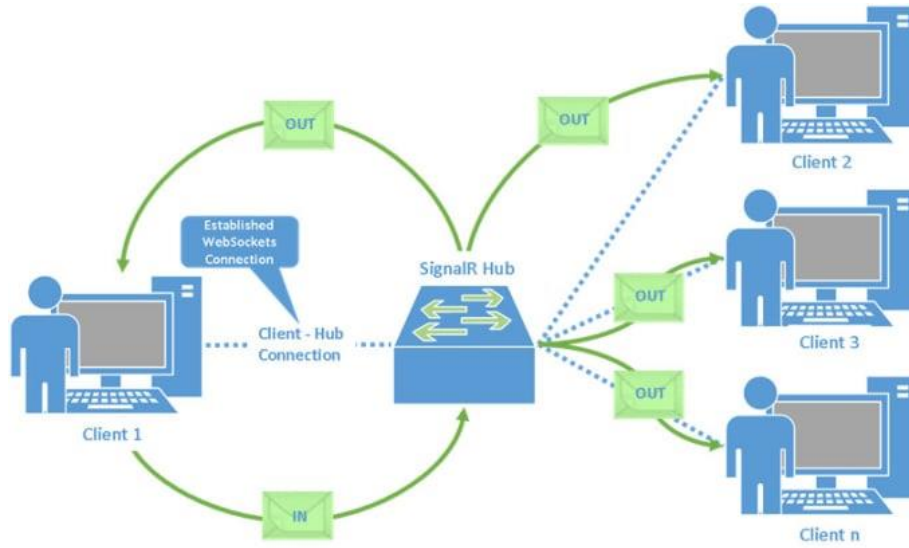 OUT
OUT
Client 2
Established
WebSockets
Connection
SignalR Hub
OUT
Client - Hub
Connection
Client 3
OUT
Client 1
IN
Client n